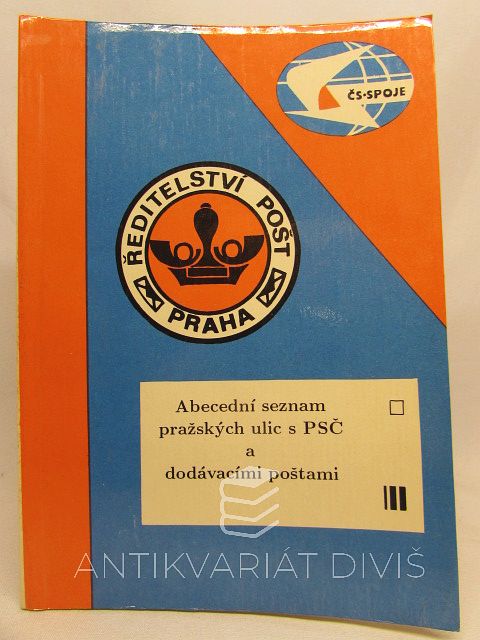 ČS-SPOJE
ŘEDITELSTVÍ POŠT
PRAHA
Abecední seznam
pražských ulic s PSČ
a
dodávacími poštami
ANTIKVARIÁT DIVIŠ